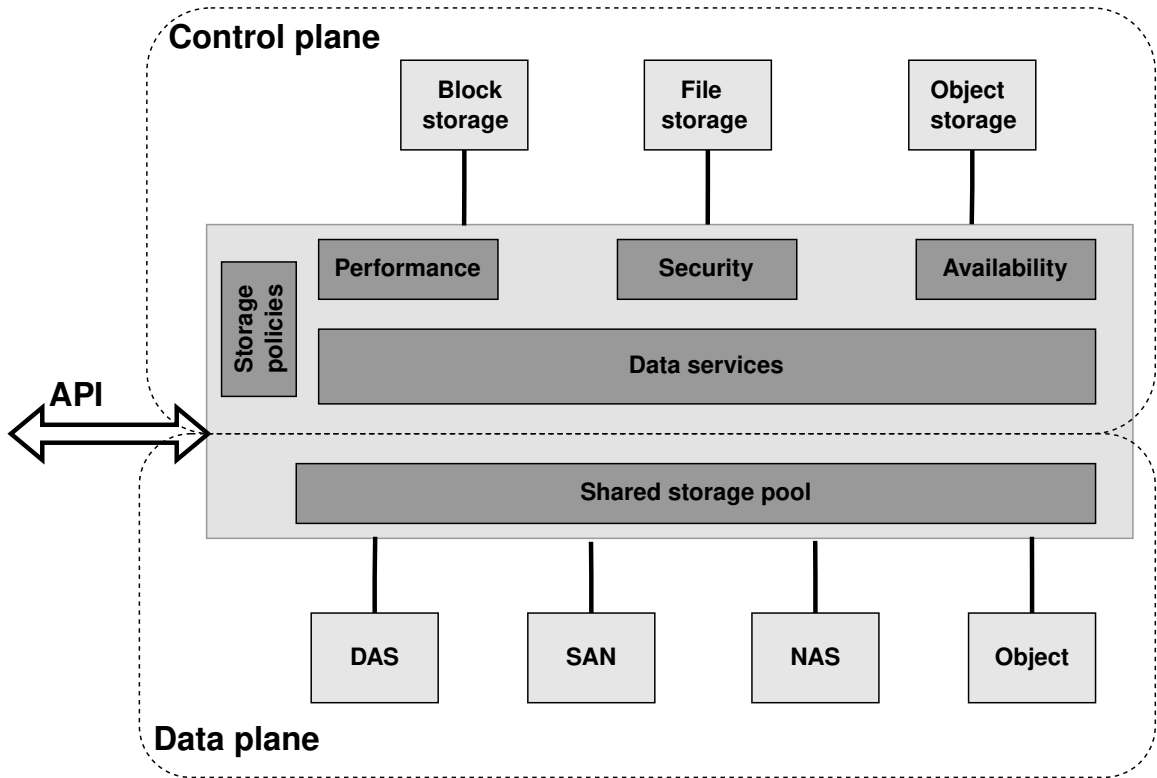 Control plane
Block
storage
File
storage
Object
storage
Performance
Security
Availability
Storage
policies
Data services
API
Shared storage pool
DAS
SAN
NAS
Object
Data plane